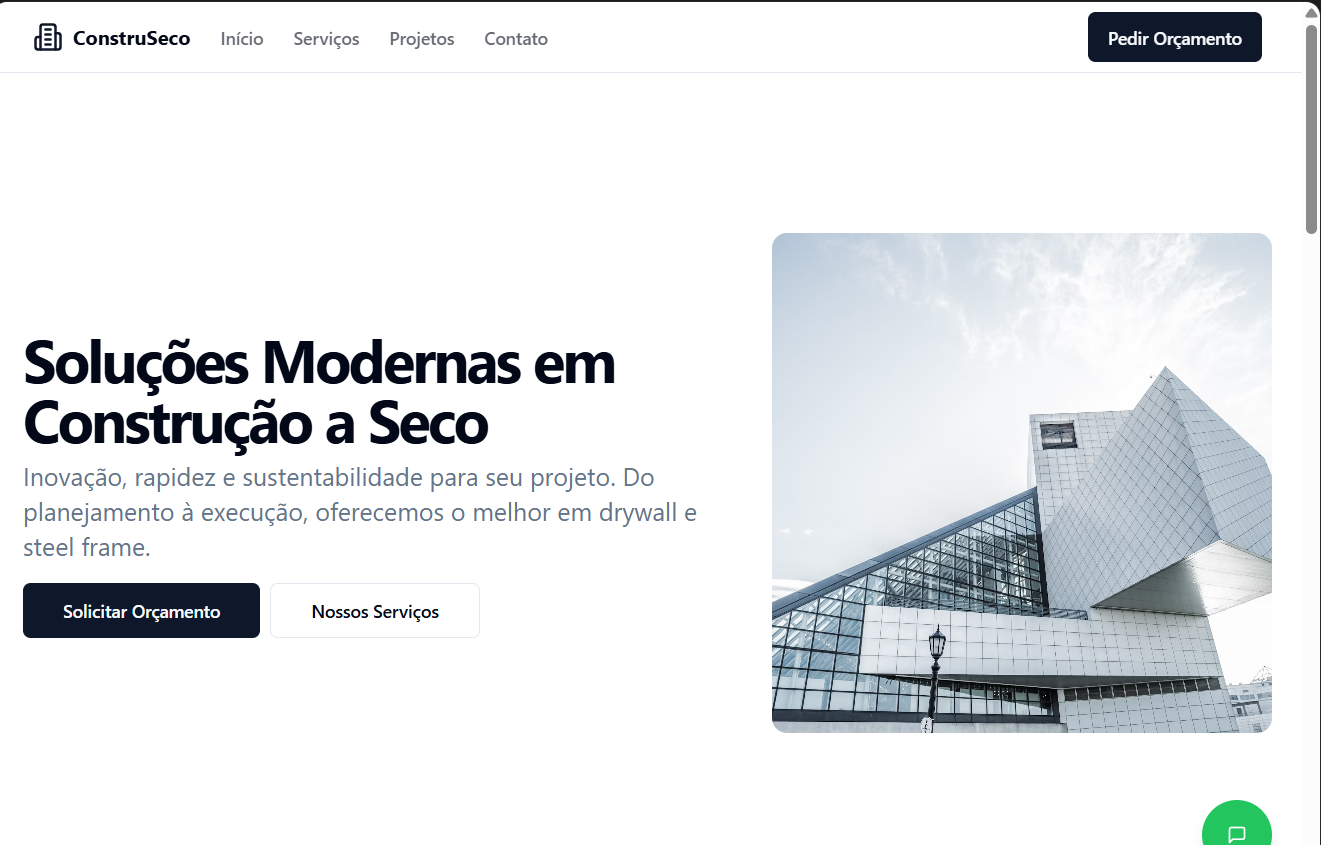 ConstruSeco
Início
Serviços
Projetos
Contato
Pedir Orçamento
Soluções Modernas em
Construção a Seco
Inovação, rapidez e sustentabilidade para seu projeto. Do
planejamento à execução, oferecemos o melhor em drywall e
steel frame.
Solicitar Orçamento
Nossos Serviços